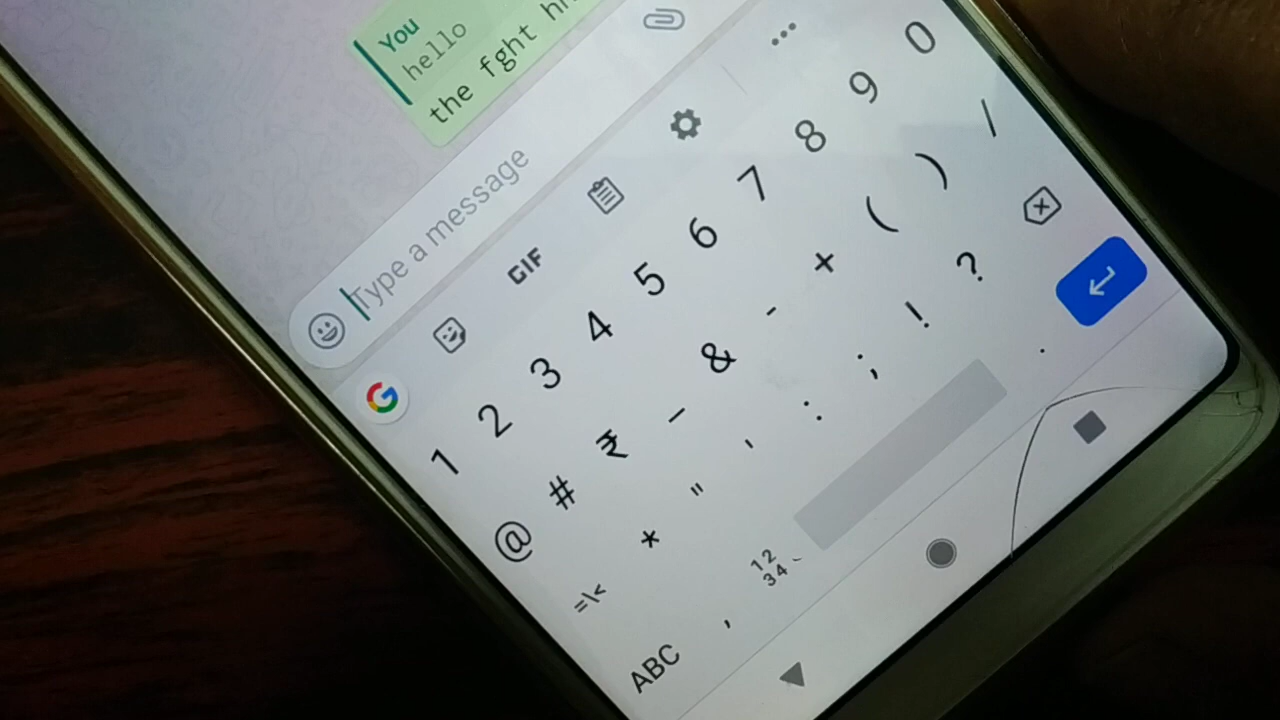 You
hello
the fght
Type a message
GIF
1 2 3 4 5 6 7 8 9 0
@ # ₹ _ & - + ( ) /
=\< * " ' : ; ! ?
ABC , 12 34 .